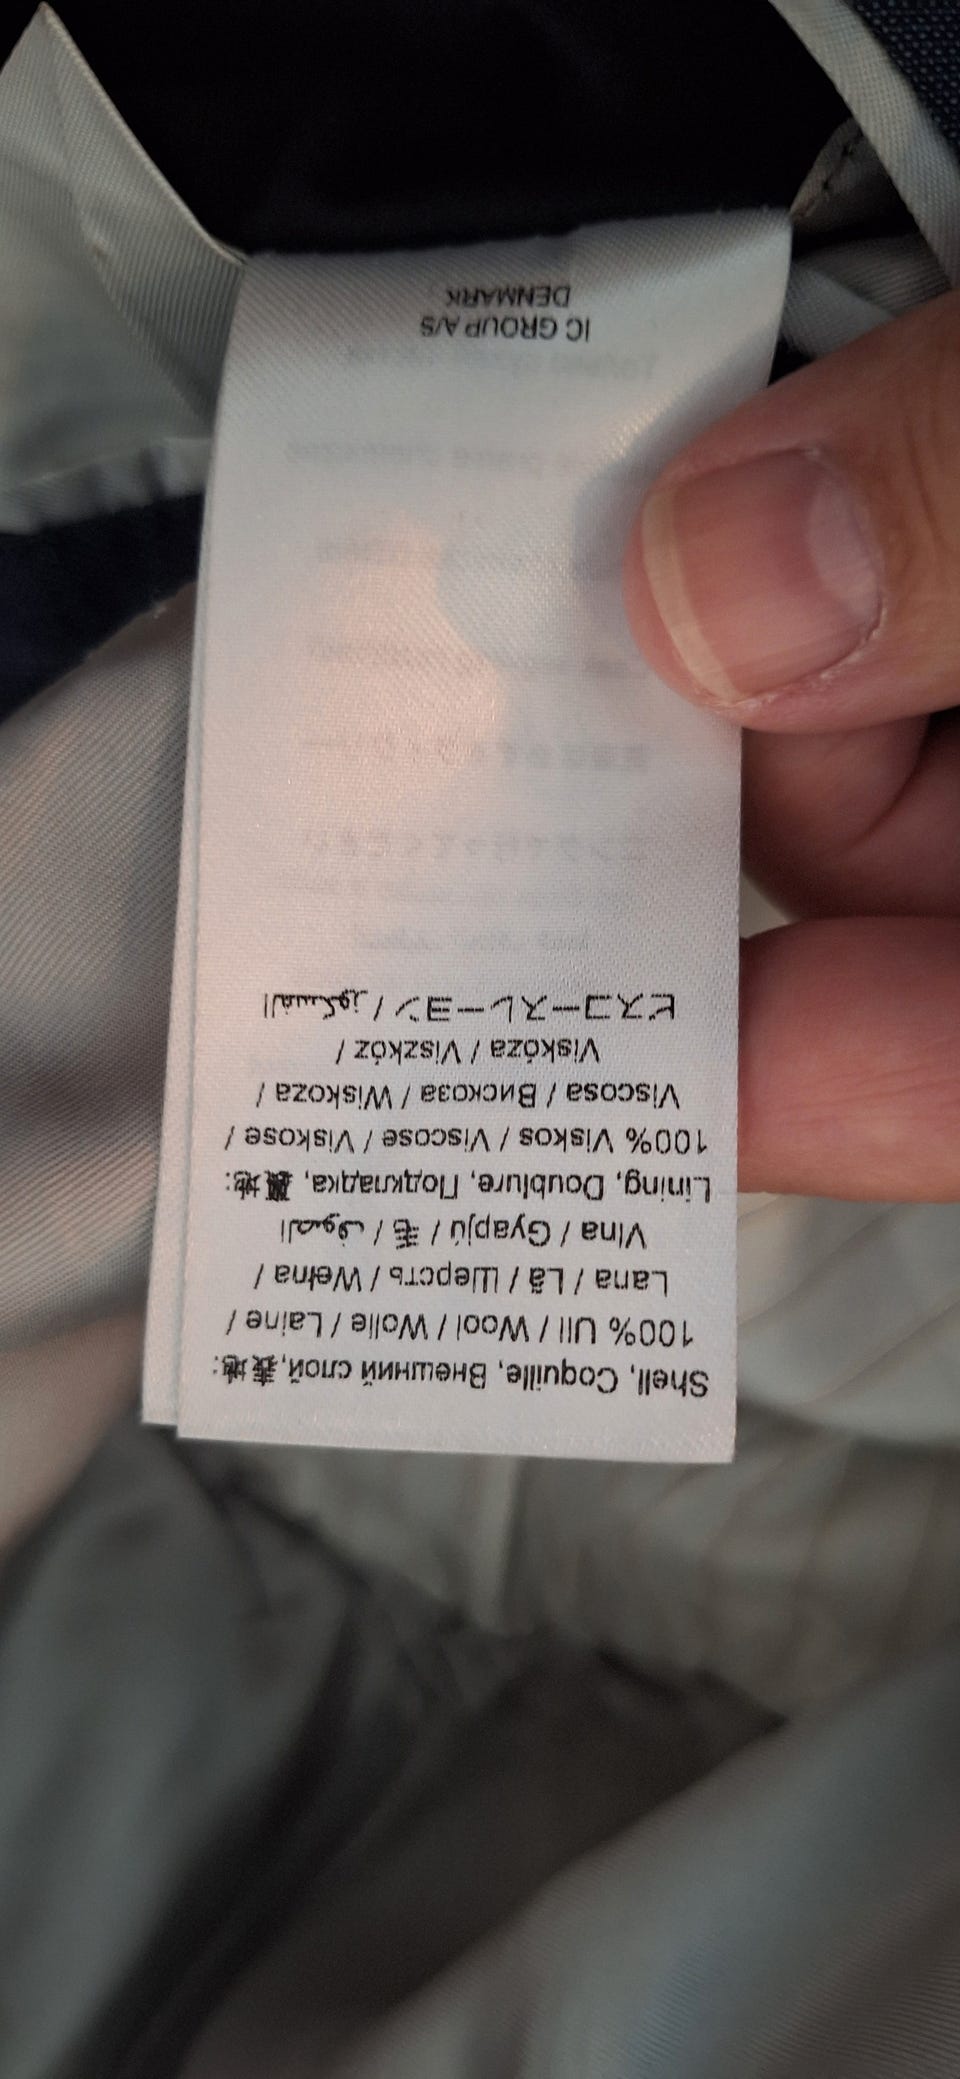 Shell, Coquille, Внешний слой,表地:
100% Ull / Wool / Wolle / Laine /
Lana / Lã / Шерсть / Wełna /
Vlna / Gyapjú / 毛 / الصوف
Lining, Doublure, Подкладка, 裏地:
100% Viskos / Viscose / Viskose /
Viscosa / Вискоза / Wiskoza /
Viskóza / Viszkóz /
ビスコースレーヨン / الفسكوز
IC GROUP A/S
DENMARK